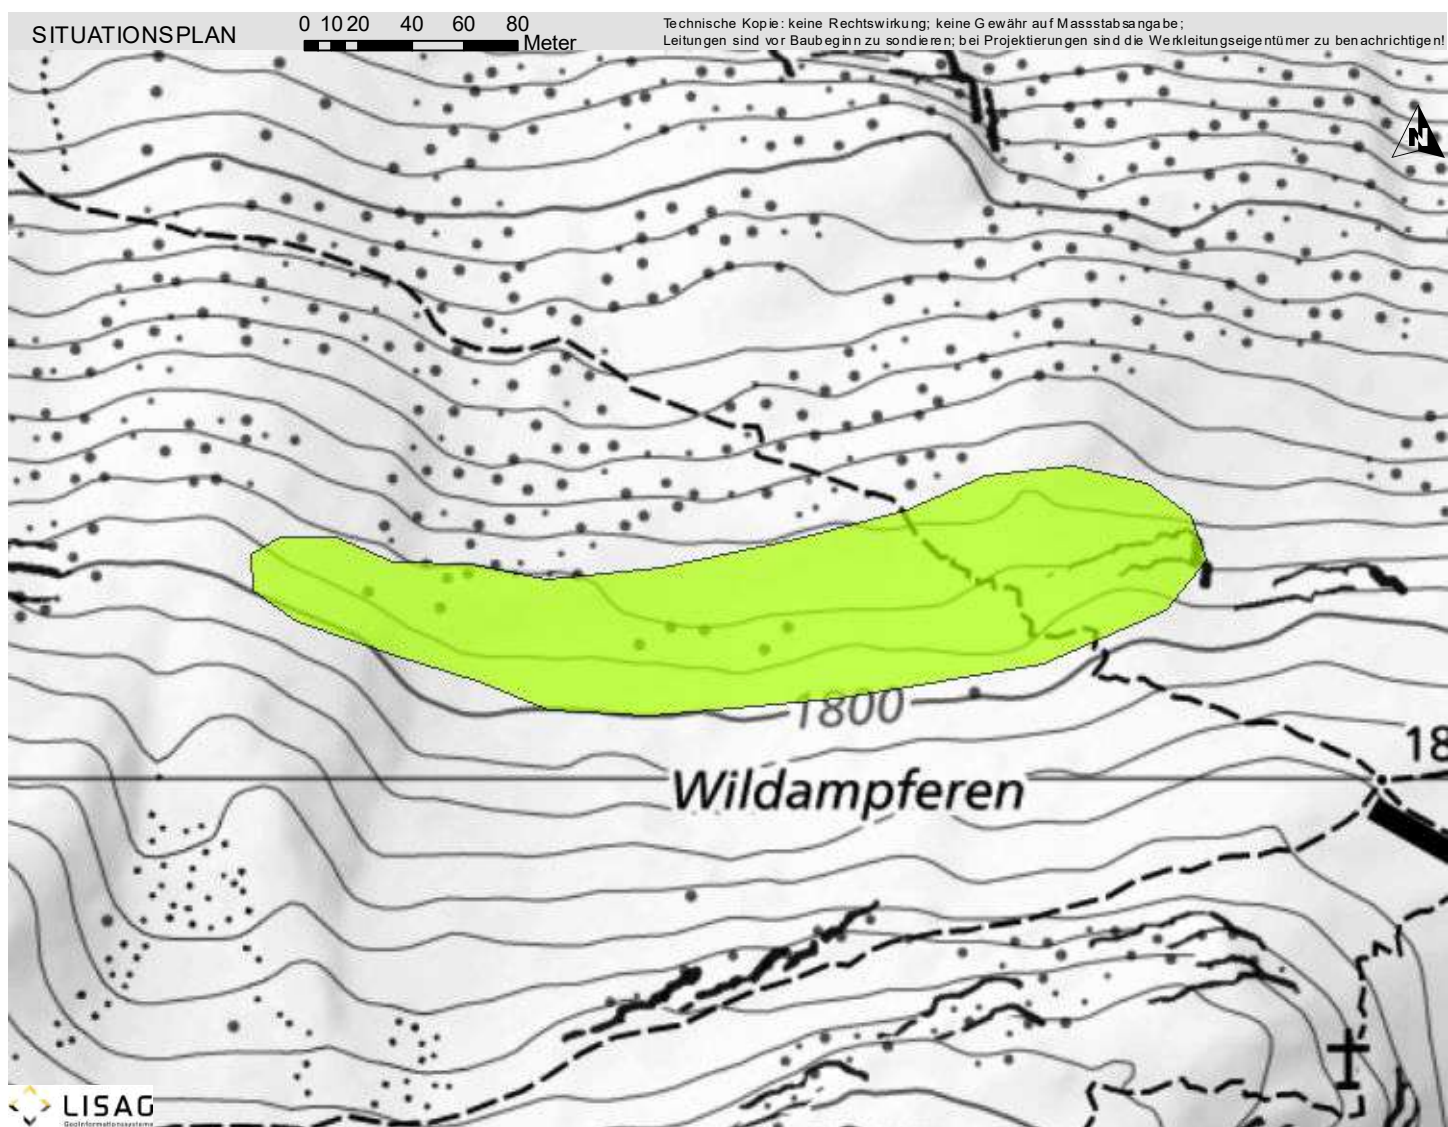 SITUATIONSPLAN
0 10 20 40 60 80
Meter
Technische Kopie: keine Rechtswirkung; keine Gewähr auf Massstabsangabe;
Leitungen sind vor Baubeginn zu sondieren; bei Projektierungen sind die Werkleitungseigentümer zu benachrichtigen!
N
1800
18
Wildampferen
LISAG
Geoinformationssysteme